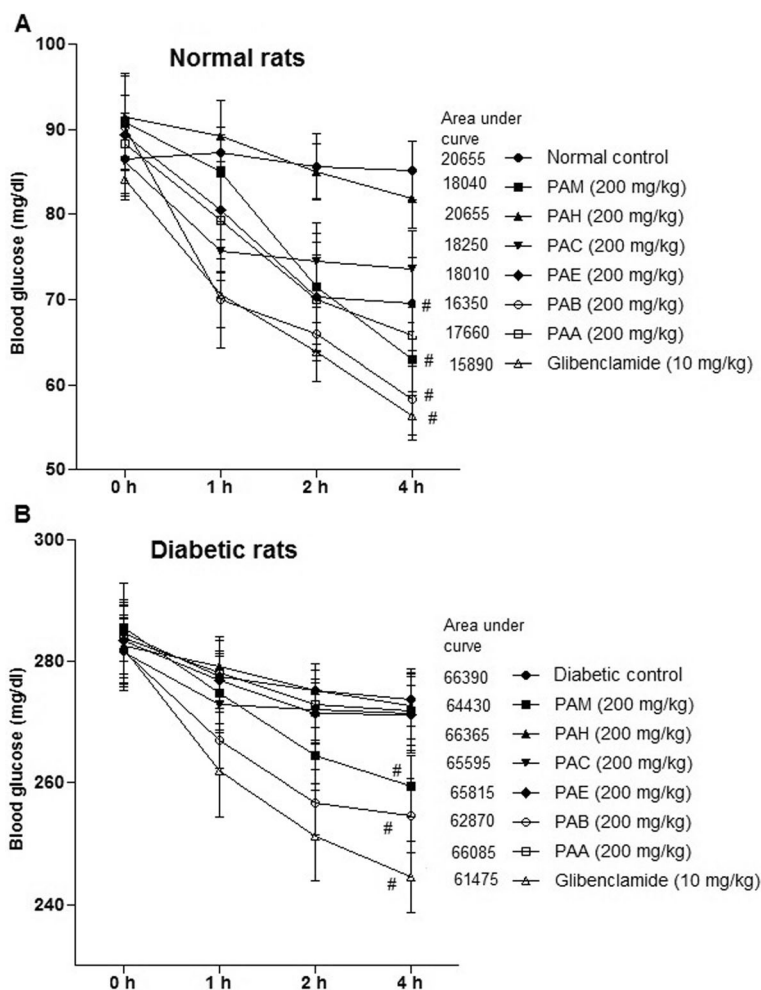 A
Normal rats
100
90
80
70
60
50
Blood glucose (mg/dl)
0 h 1 h 2 h 4 h
Area under
curve
20655 Normal control
18040 PAM (200 mg/kg)
20655 PAH (200 mg/kg)
18250 PAC (200 mg/kg)
18010 PAE (200 mg/kg)
16350 PAB (200 mg/kg)
17660 PAA (200 mg/kg)
15890 Glibenclamide (10 mg/kg)
#
#
#
#
B
Diabetic rats
300
280
260
240
Blood glucose (mg/dl)
0 h 1 h 2 h 4 h
Area under
curve
66390 Diabetic control
64430 PAM (200 mg/kg)
66365 PAH (200 mg/kg)
65595 PAC (200 mg/kg)
65815 PAE (200 mg/kg)
62870 PAB (200 mg/kg)
66085 PAA (200 mg/kg)
61475 Glibenclamide (10 mg/kg)
#
#
#